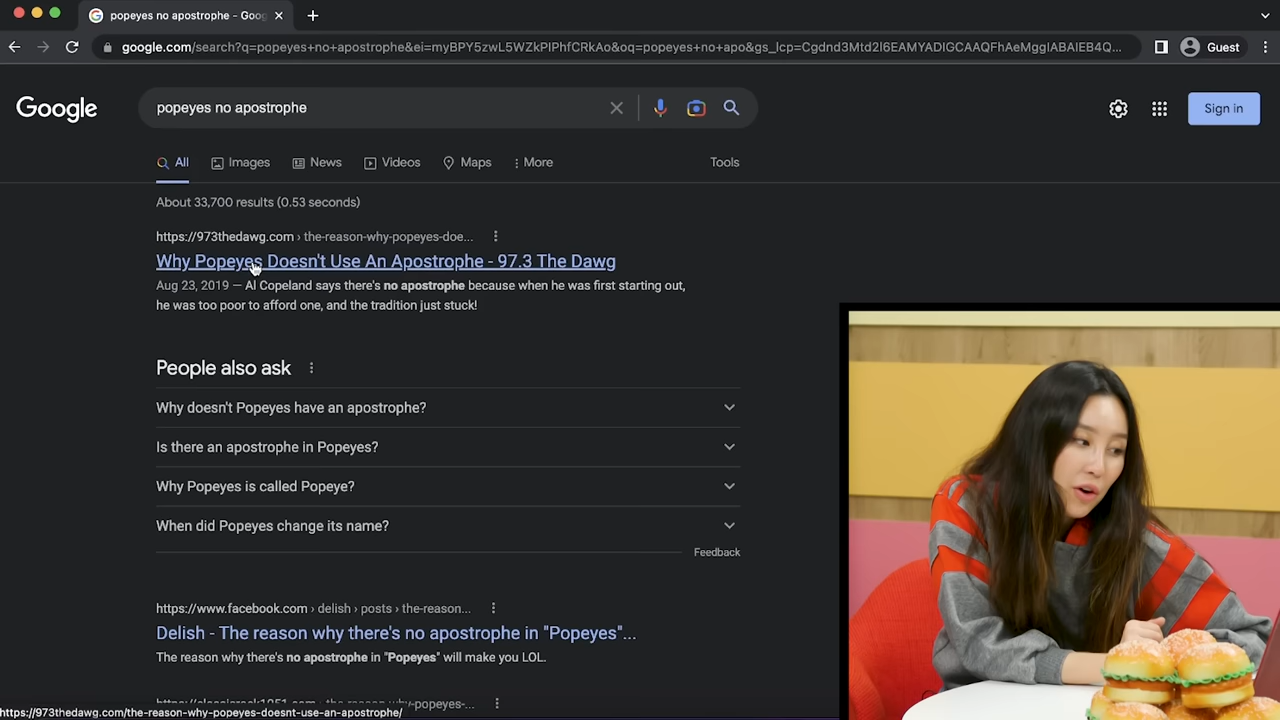 popeyes no apostrophe - Goog
google.com/search?q=popeyes+no+apostrophe&ei=myBPY5zwL5WZkPIPhfCRkAo&oq=popeyes+no+apo&gs_lcp=Cgdnd3Mtd2l6EAMYADIGCAAQFhAeMggIABAIEB4Q...
Guest
Google
popeyes no apostrophe
Sign in
All
Images
News
Videos
Maps
More
Tools
About 33,700 results (0.53 seconds)
https://973thedawg.com › the-reason-why-popeyes-doe...
Why Popeyes Doesn't Use An Apostrophe - 97.3 The Dawg
Aug 23, 2019 — Al Copeland says there's no apostrophe because when he was first starting out,
he was too poor to afford one, and the tradition just stuck!
People also ask
Why doesn't Popeyes have an apostrophe?
Is there an apostrophe in Popeyes?
Why Popeyes is called Popeye?
When did Popeyes change its name?
Feedback
https://www.facebook.com › delish › posts › the-reason...
Delish - The reason why there's no apostrophe in "Popeyes"...
The reason why there's no apostrophe in "Popeyes" will make you LOL.
https://973thedawg.com/the-reason-why-popeyes-doesnt-use-an-apostrophe/